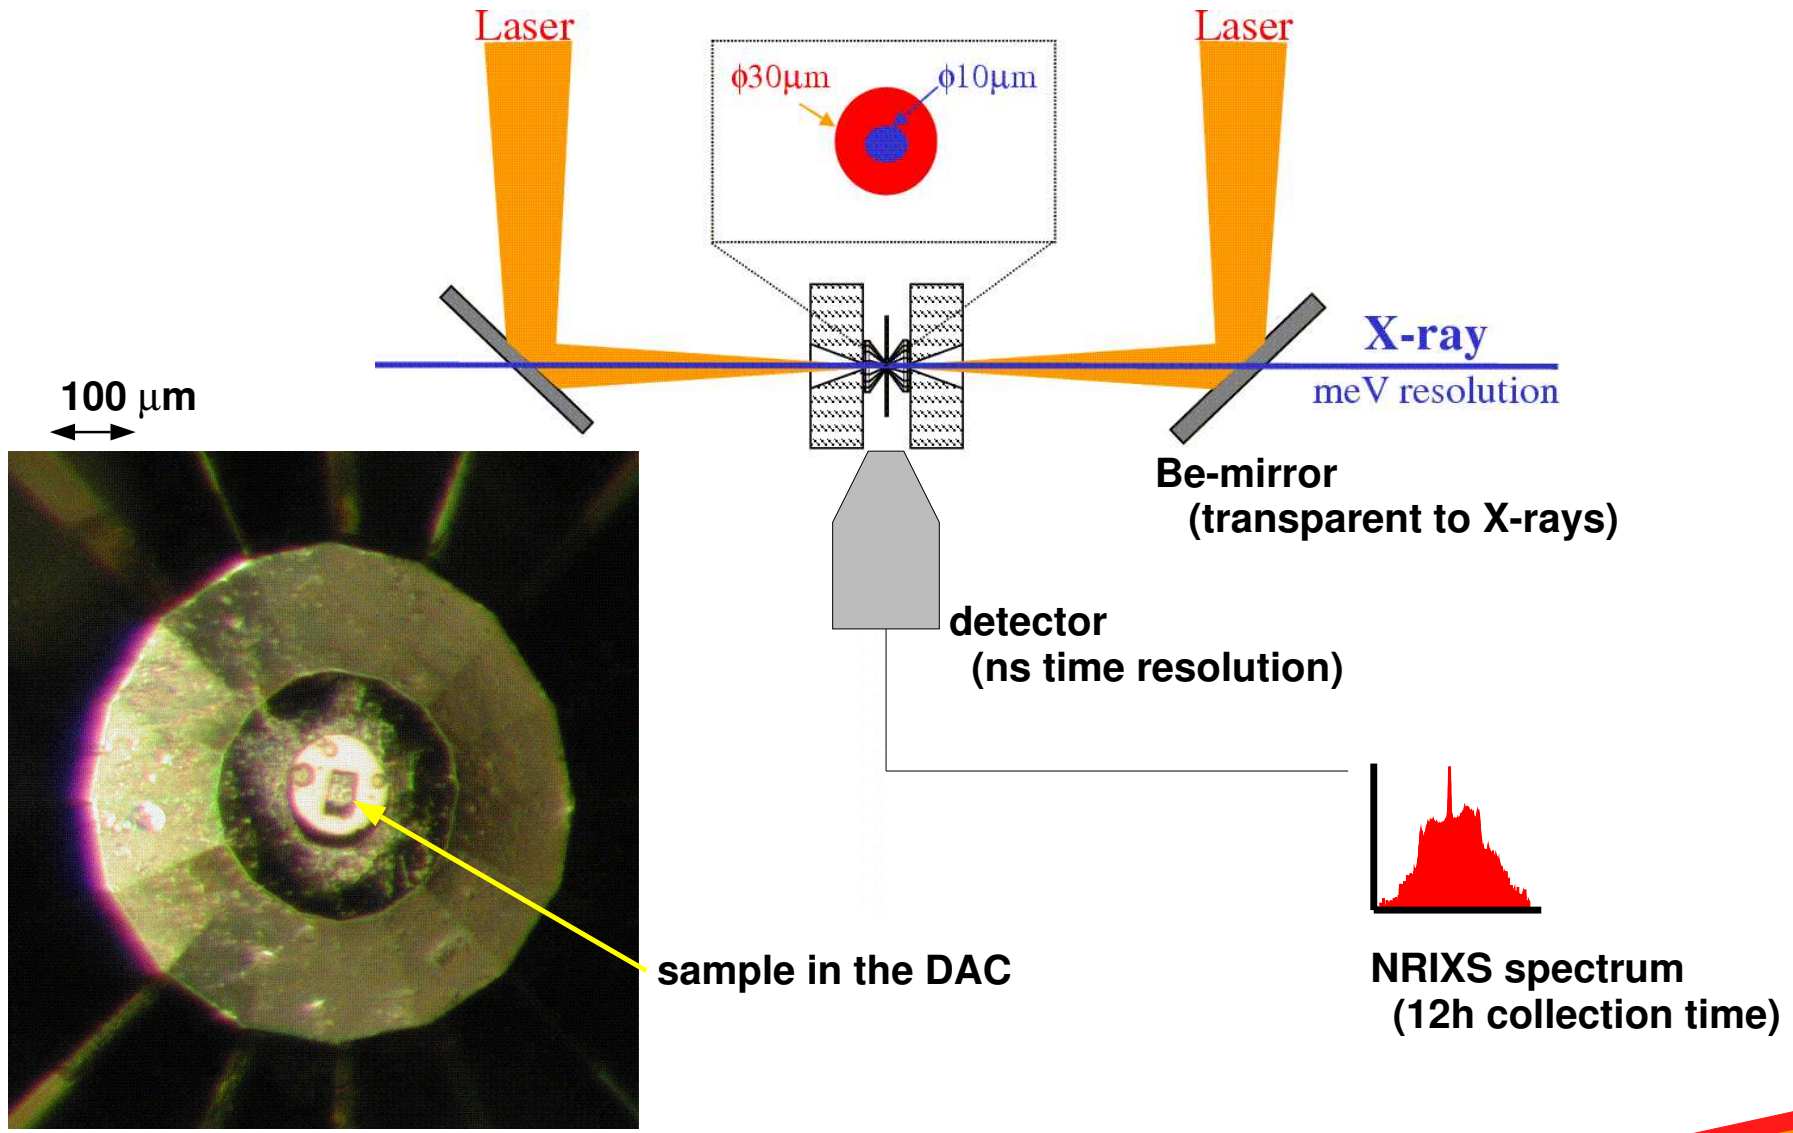 Laser
Laser
ϕ30μm
ϕ10μm
X-ray
meV resolution
100 μm
Be-mirror
(transparent to X-rays)
detector
(ns time resolution)
sample in the DAC
NRIXS spectrum
(12h collection time)